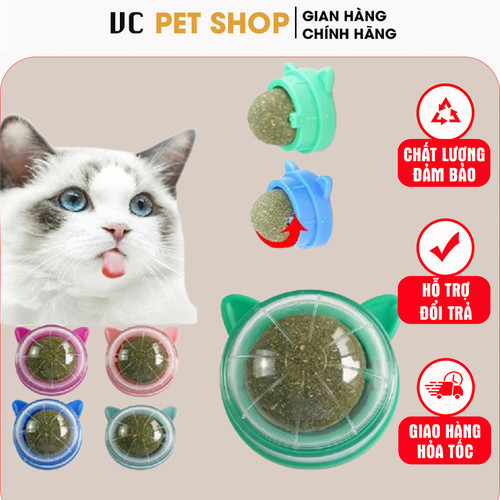 VC PET SHOP
GIAN HÀNG
CHÍNH HÃNG
CHẤT LƯỢNG
ĐẢM BẢO
HỖ TRỢ
ĐỔI TRẢ
GIAO HÀNG
HỎA TỐC